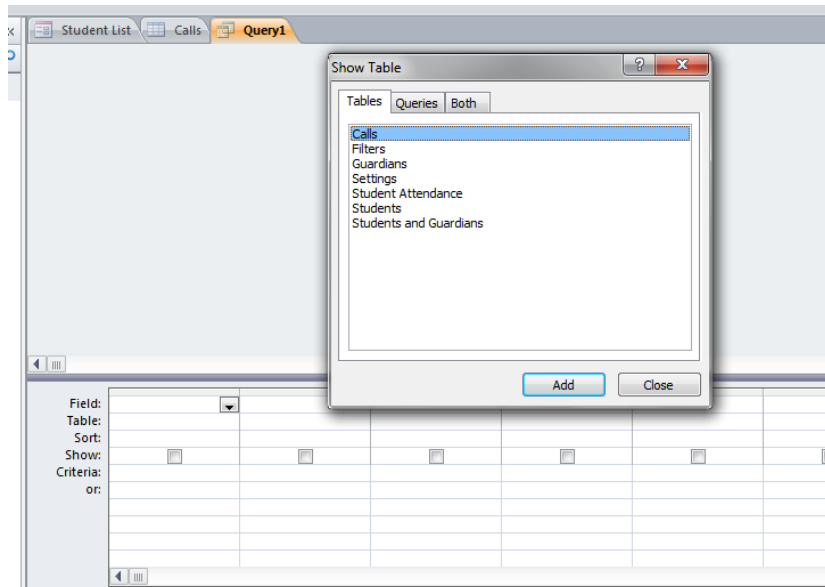 Student List Calls Query1
Show Table
Tables Queries Both
Calls
Filters
Guardians
Settings
Student Attendance
Students
Students and Guardians
Add Close
Field:
Table:
Sort:
Show:
Criteria:
or: